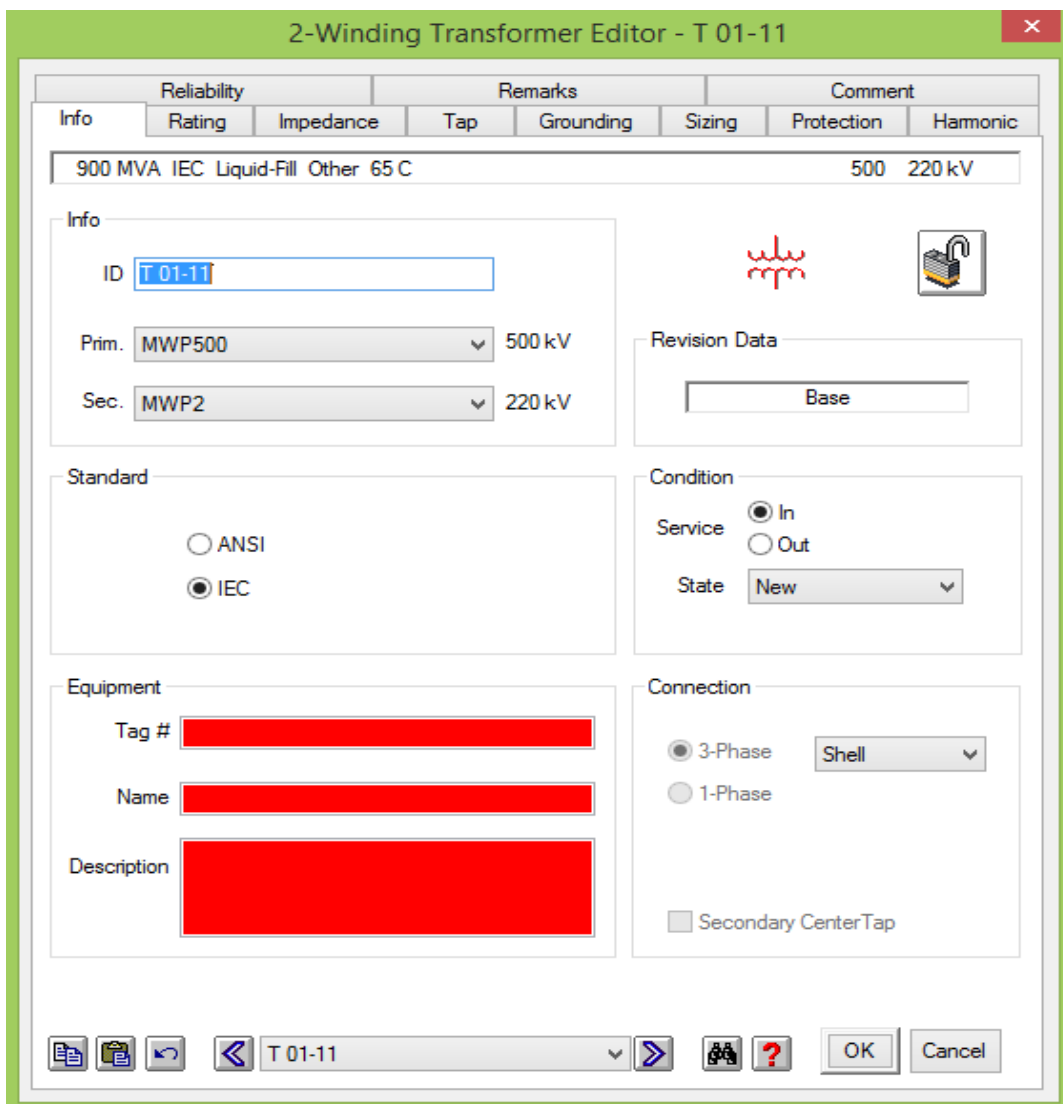 2-Winding Transformer Editor - T 01-11
Reliability Remarks Comment
Info Rating Impedance Tap Grounding Sizing Protection Harmonic
900 MVA IEC Liquid-Fill Other 65 C 500 220 kV
Info
ID T 01-11
Prim. MWP500 500 kV
Sec. MWP2 220 kV
Revision Data
Base
Standard
ANSI
IEC
Condition
Service In
Out
State New
Equipment
Tag #
Name
Description
Connection
3-Phase Shell
1-Phase
Secondary CenterTap
T 01-11 ? OK Cancel